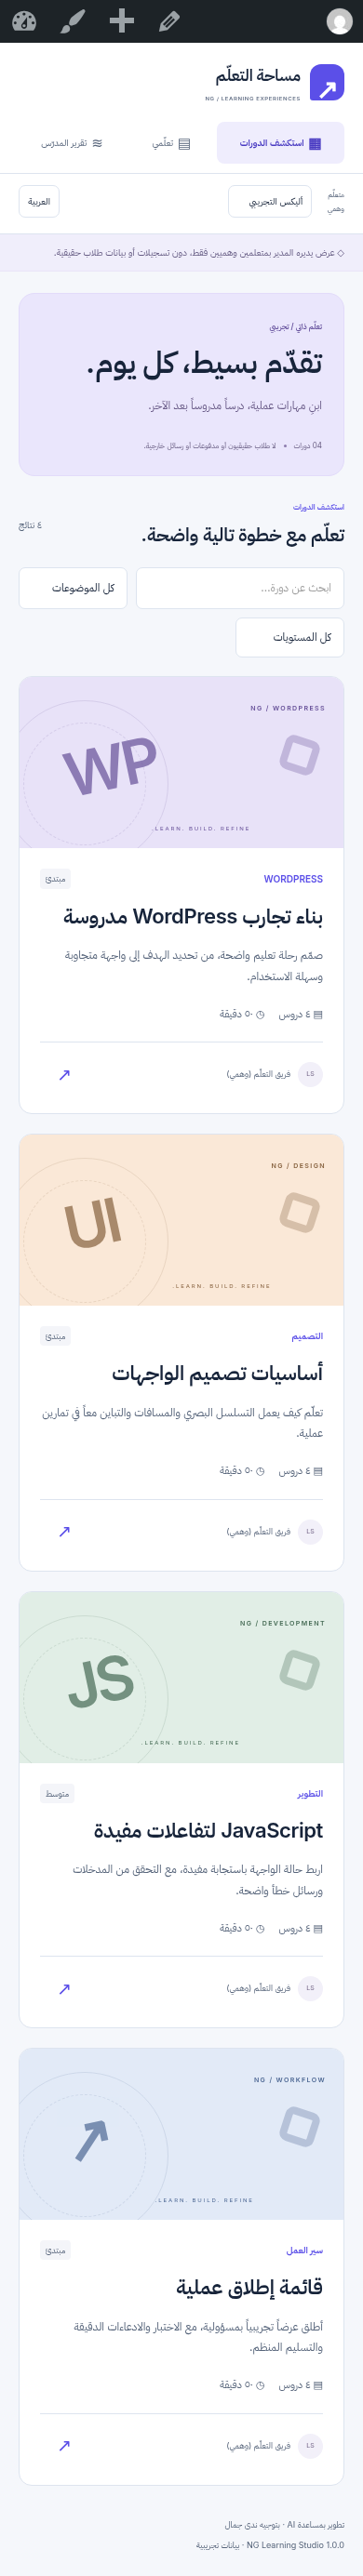 مساحة التعلّم
NG / LEARNING EXPERIENCES
استكشف الدورات
تعلّمي
تقرير المدرّس
متعلّم وهمي
أليكس التجريبي
العربية
عرض يديره المدير بمتعلمين وهميين فقط، دون تسجيلات أو بيانات طلاب حقيقية.
تعلّم ذاتي / تجريبي
تقدّم بسيط، كل يوم.
ابنِ مهارات عملية، درساً مدروساً بعد الآخر.
04 دورات • لا طلاب حقيقيون أو مدفوعات أو رسائل خارجية.
استكشف الدورات
تعلّم مع خطوة تالية واضحة.
٤ نتائج
ابحث عن دورة...
كل الموضوعات
كل المستويات
NG / WORDPRESS
WP
LEARN. BUILD. REFINE.
WORDPRESS
مبتدئ
بناء تجارب WordPress مدروسة
صمّم رحلة تعليم واضحة، من تحديد الهدف إلى واجهة متجاوبة
وسهلة الاستخدام.
٤ دروس
٥٠ دقيقة
LS
فريق التعلّم (وهمي)
NG / DESIGN
UI
LEARN. BUILD. REFINE.
التصميم
مبتدئ
أساسيات تصميم الواجهات
تعلّم كيف يعمل التسلسل البصري والمسافات والتباين معاً في تمارين
عملية.
٤ دروس
٥٠ دقيقة
LS
فريق التعلّم (وهمي)
NG / DEVELOPMENT
JS
LEARN. BUILD. REFINE.
التطوير
متوسط
JavaScript لتفاعلات مفيدة
اربط حالة الواجهة باستجابة مفيدة، مع التحقق من المدخلات
ورسائل خطأ واضحة.
٤ دروس
٥٠ دقيقة
LS
فريق التعلّم (وهمي)
NG / WORKFLOW
LEARN. BUILD. REFINE.
سير العمل
مبتدئ
قائمة إطلاق عملية
أطلق عرضاً تجريبياً بمسؤولية، مع الاختبار والادعاءات الدقيقة
والتسليم المنظم.
٤ دروس
٥٠ دقيقة
LS
فريق التعلّم (وهمي)
تطوير بمساعدة AI · بتوجيه ندى جمال
NG Learning Studio 1.0.0 · بيانات تجريبية